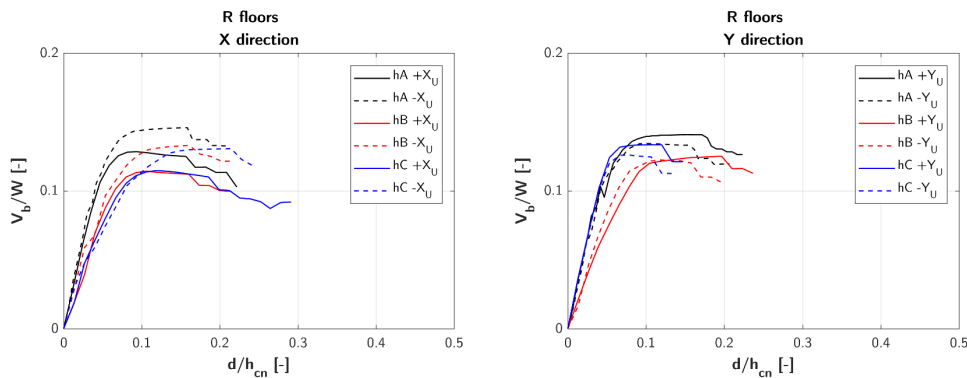 R floors
X direction
0.2
0.1
0
V_b/W [-]
0
0.1
0.2
0.3
0.4
0.5
d/h_cn [-]
hA +X_U
hA -X_U
hB +X_U
hB -X_U
hC +X_U
hC -X_U
R floors
Y direction
0.2
0.1
0
V_b/W [-]
0
0.1
0.2
0.3
0.4
0.5
d/h_cn [-]
hA +Y_U
hA -Y_U
hB +Y_U
hB -Y_U
hC +Y_U
hC -Y_U